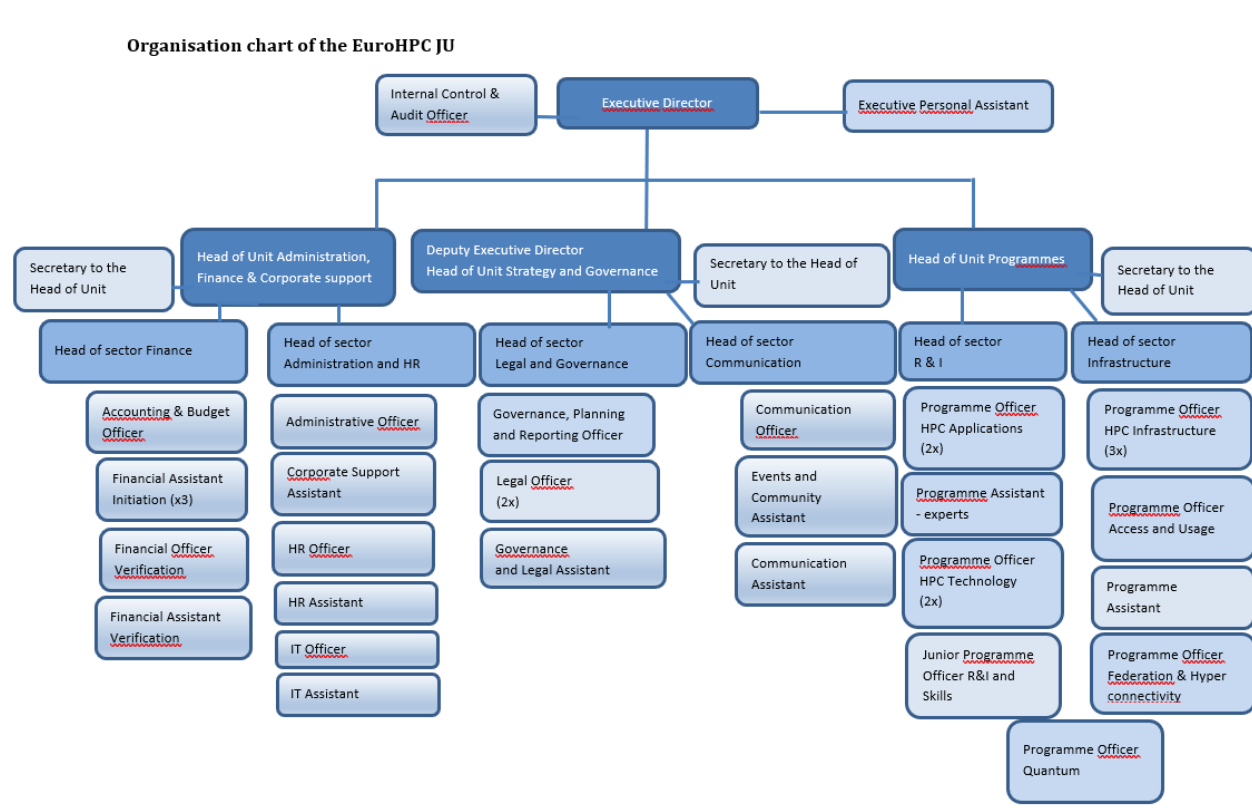 Organisation chart of the EuroHPC JU
Internal Control &
Audit Officer
Executive Director
Executive Personal Assistant
Secretary to the
Head of Unit
Head of Unit Administration,
Finance & Corporate support
Deputy Executive Director
Head of Unit Strategy and Governance
Secretary to the Head of
Unit
Head of Unit Programmes
Secretary to the
Head of Unit
Head of sector Finance
Head of sector
Administration and HR
Head of sector
Legal and Governance
Head of sector
Communication
Head of sector
R & I
Head of sector
Infrastructure
Accounting & Budget
Officer
Financial Assistant
Initiation (x3)
Financial Officer
Verification
Financial Assistant
Verification
Administrative Officer
Corporate Support
Assistant
HR Officer
HR Assistant
IT Officer
IT Assistant
Governance, Planning
and Reporting Officer
Legal Officer
(2x)
Governance
and Legal Assistant
Communication
Officer
Events and
Community
Assistant
Communication
Assistant
Programme Officer
HPC Applications
(2x)
Programme Assistant
- experts
Programme Officer
HPC Technology
(2x)
Junior Programme
Officer R&I and
Skills
Programme Officer
HPC Infrastructure
(3x)
Programme Officer
Access and Usage
Programme
Assistant
Programme Officer
Federation & Hyper
connectivity
Programme Officer
Quantum